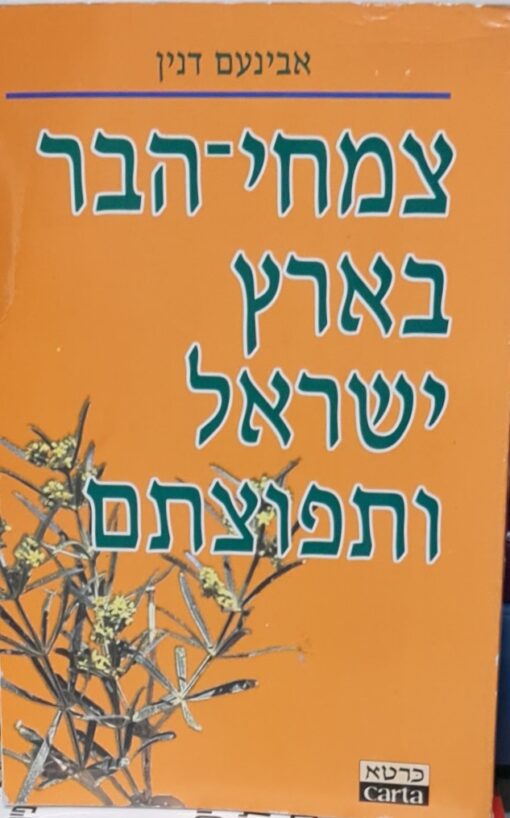 אבינעם דנין
צמחי-הבר
בארץ
ישראל
ותפוצתם
כרטא
carta